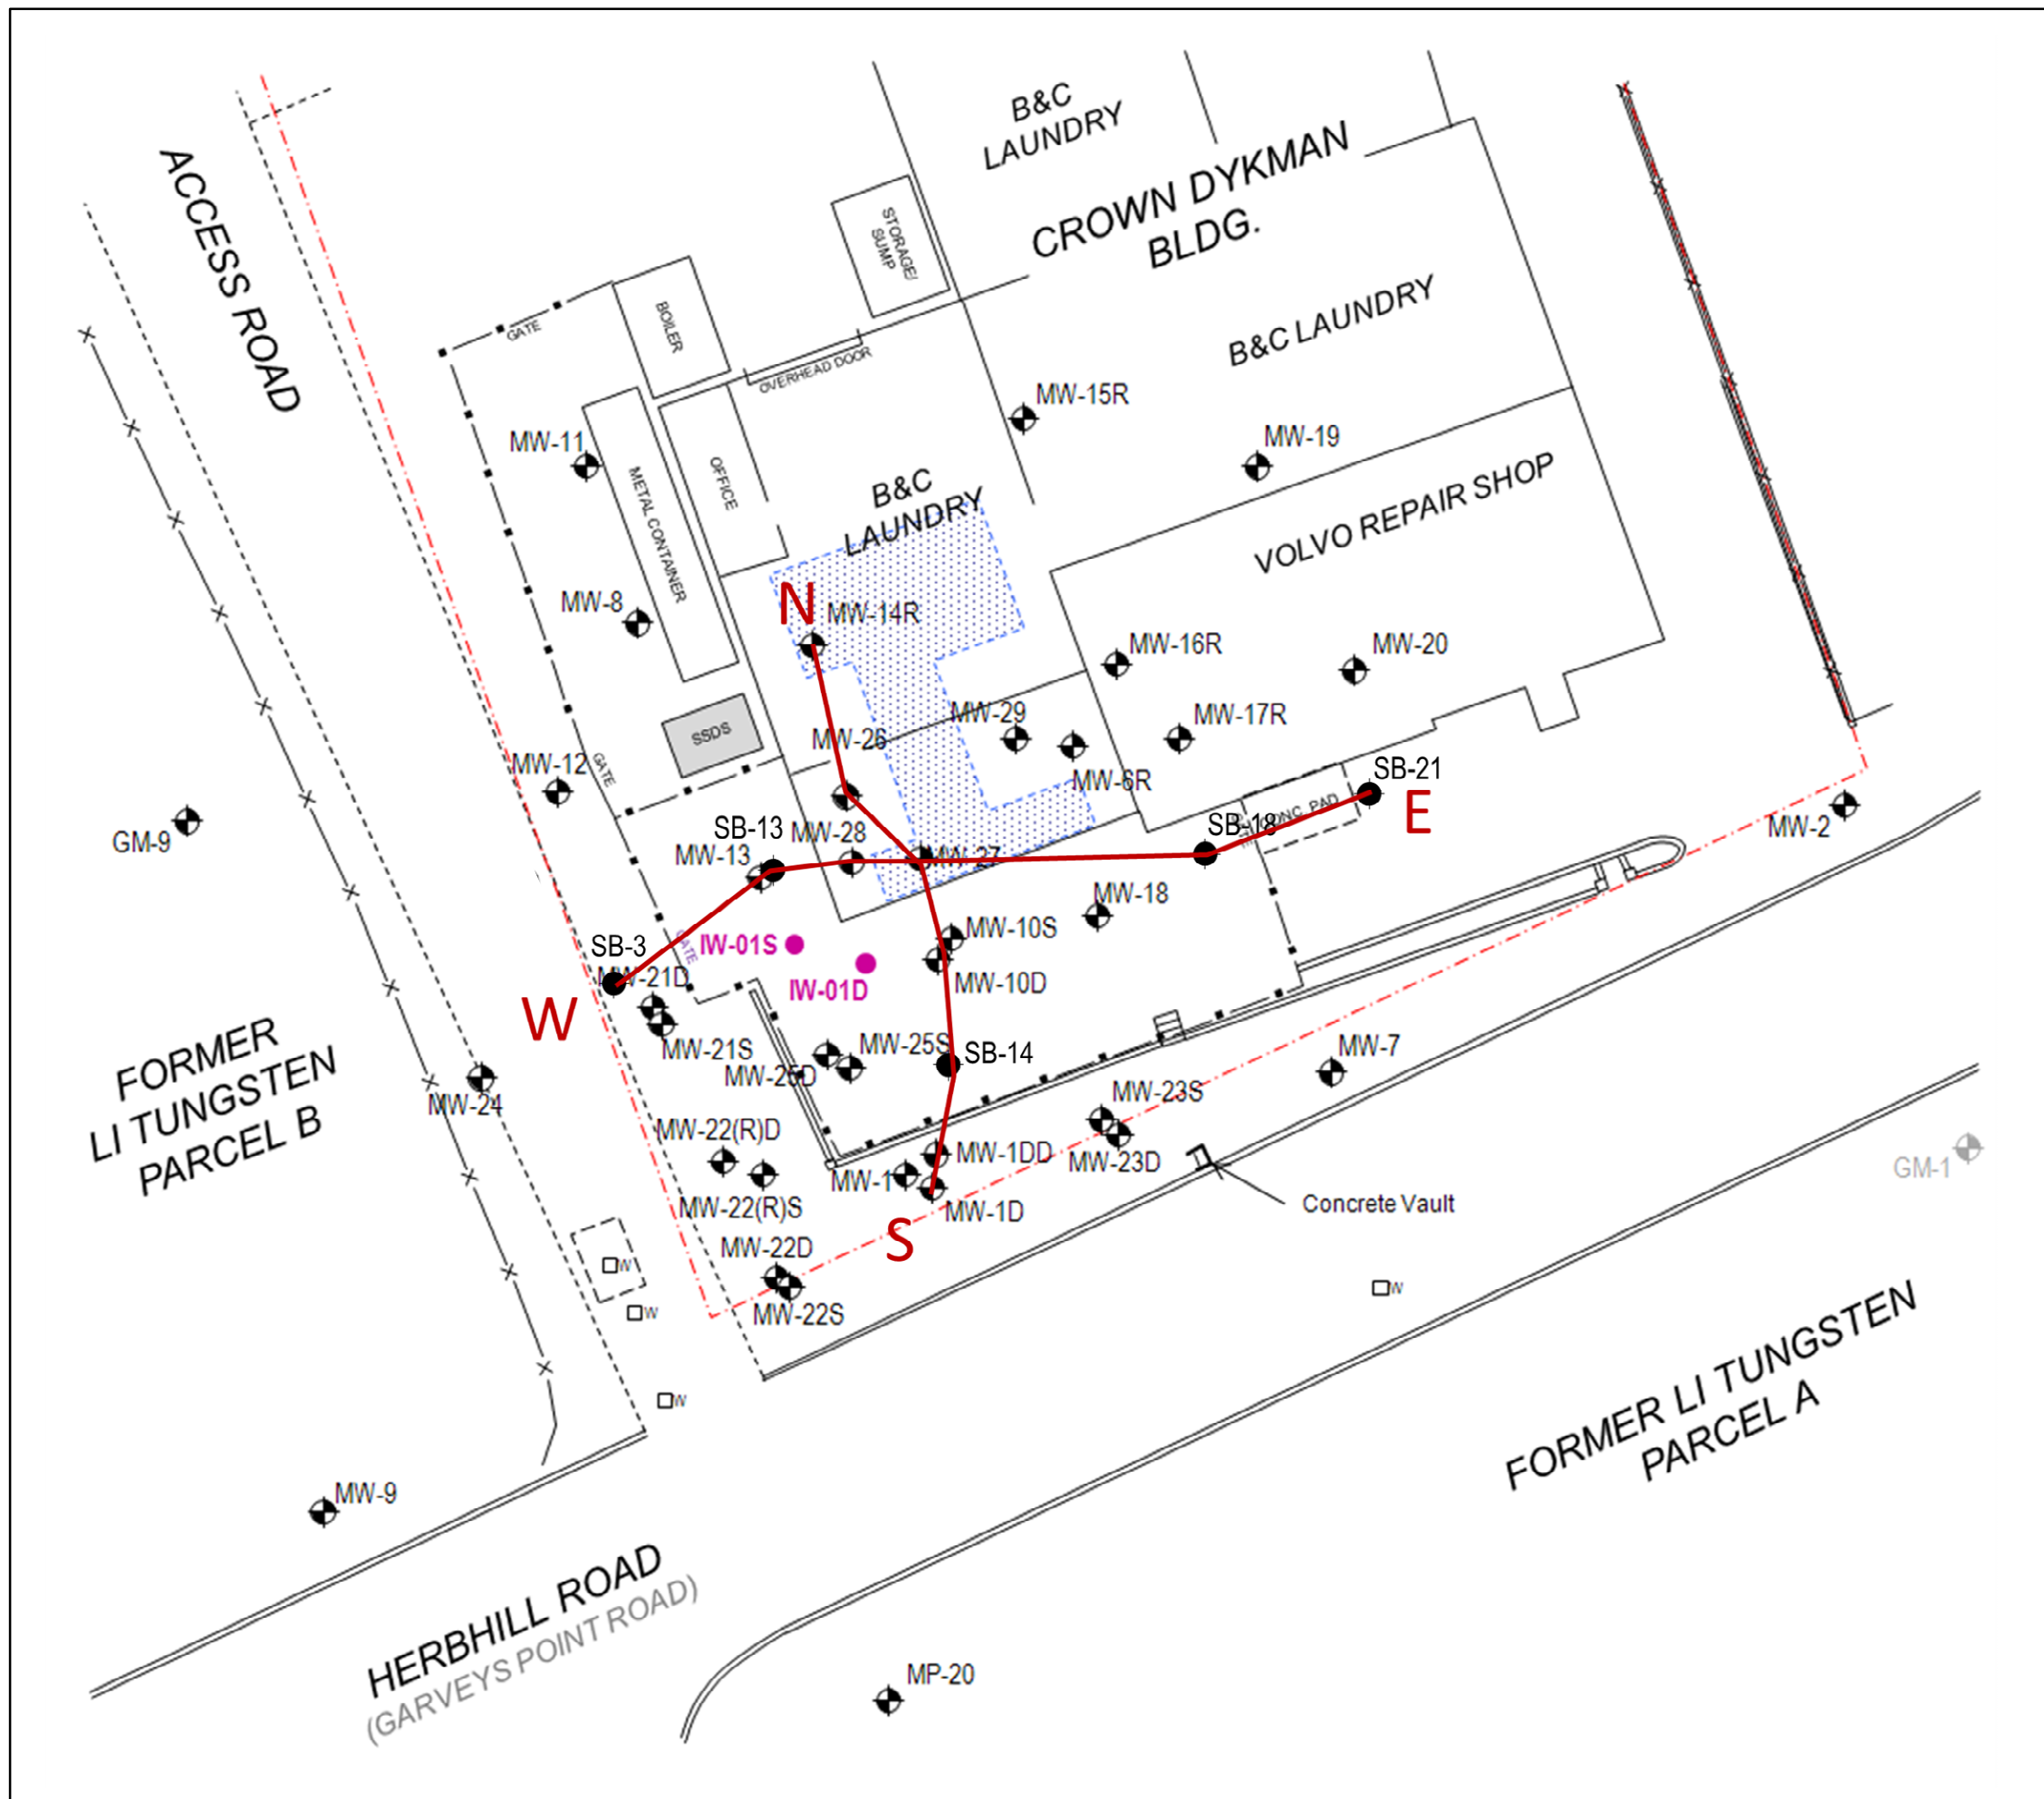 B&C
LAUNDRY
CROWN DYKMAN
BLDG.
ACCESS ROAD
STORAGE/
SUMP
BOILER
GATE
OVERHEAD DOOR
B&C LAUNDRY
MW-15R
MW-19
MW-11
METAL CONTAINER
OFFICE
B&C
LAUNDRY
VOLVO REPAIR SHOP
N
MW-14R
MW-8
MW-16R
MW-20
MW-29
MW-17R
SSDS
MW-26
MW-12
GATE
MW-6R
SB-21
E
CONC. PAD
GM-9
SB-13
MW-28
SB-18
MW-2
MW-13
MW-27
MW-18
MW-10S
SB-3
IW-01S
GATE
MW-21D
MW-10D
IW-01D
W
MW-21S
MW-25S
SB-14
MW-7
MW-25D
FORMER
LI TUNGSTEN
PARCEL B
MW-24
MW-23S
MW-22(R)D
MW-1DD
MW-23D
MW-1
GM-1
MW-22(R)S
MW-1D
Concrete Vault
S
MW-22D
W
MW-22S
W
W
W
FORMER LI TUNGSTEN
PARCEL A
MW-9
HERBHILL ROAD
(GARVEYS POINT ROAD)
MP-20